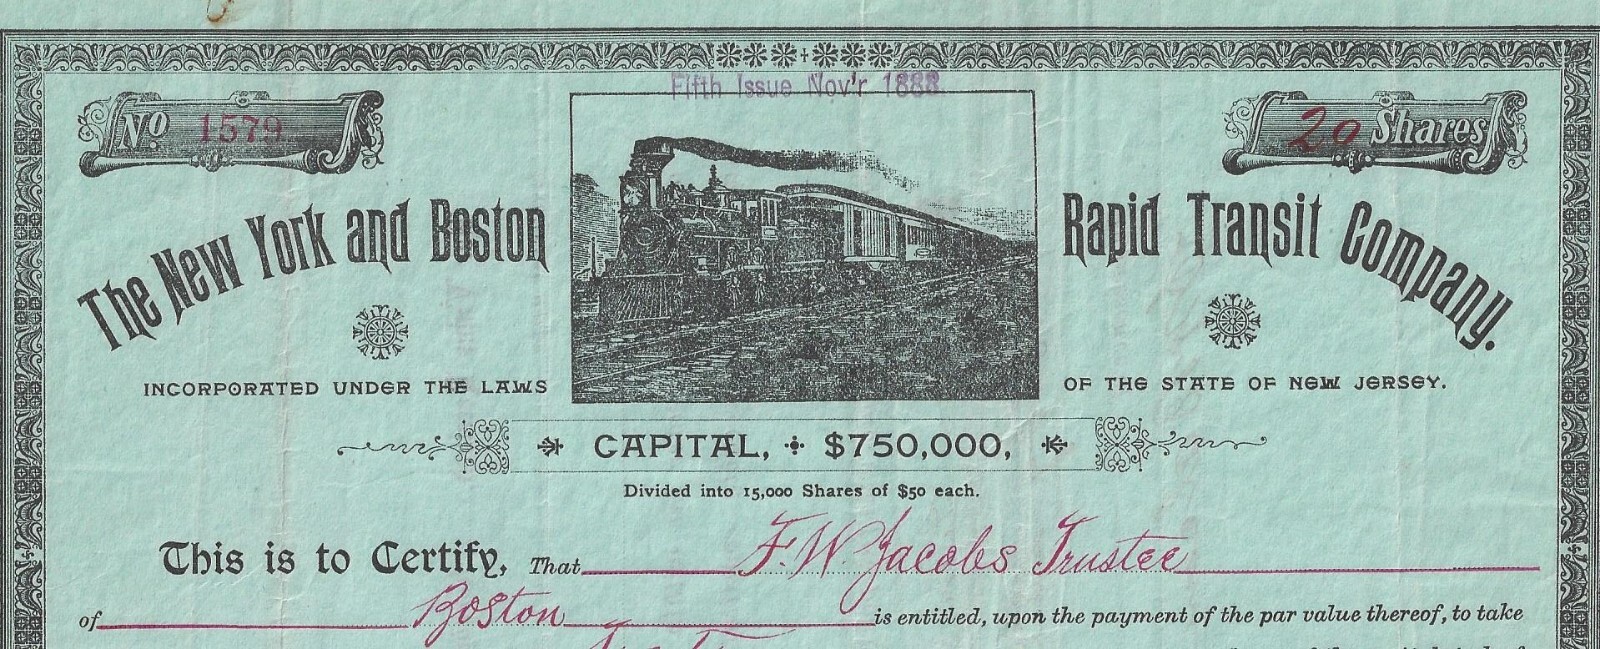 Fifth Issue Nov'r 1888.
No. 1579
20 Shares
The New York and Boston Rapid Transit Company.
INCORPORATED UNDER THE LAWS OF THE STATE OF NEW JERSEY.
CAPITAL, $750,000,
Divided into 15,000 Shares of $50 each.
This is to Certify, That F. W. Jacobs Trustee
of Boston is entitled, upon the payment of the par value thereof, to take